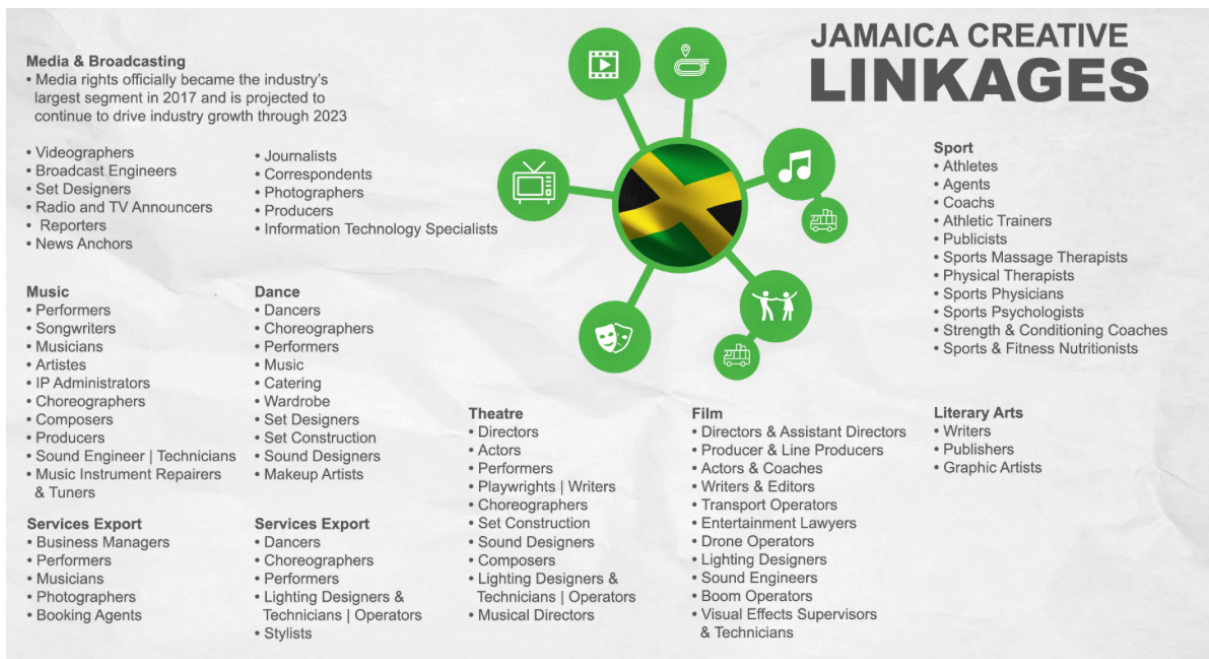 JAMAICA CREATIVE
LINKAGES
Media & Broadcasting
• Media rights officially became the industry's
largest segment in 2017 and is projected to
continue to drive industry growth through 2023
• Videographers
• Broadcast Engineers
• Set Designers
• Radio and TV Announcers
• Reporters
• News Anchors
• Journalists
• Correspondents
• Photographers
• Producers
• Information Technology Specialists
Music
• Performers
• Songwriters
• Musicians
• Artistes
• IP Administrators
• Choreographers
• Composers
• Producers
• Sound Engineer | Technicians
• Music Instrument Repairers
& Tuners
Services Export
• Business Managers
• Performers
• Musicians
• Photographers
• Booking Agents
Dance
• Dancers
• Choreographers
• Performers
• Music
• Catering
• Wardrobe
• Set Designers
• Set Construction
• Sound Designers
• Makeup Artists
Services Export
• Dancers
• Choreographers
• Performers
• Lighting Designers &
Technicians | Operators
• Stylists
Theatre
• Directors
• Actors
• Performers
• Playwrights | Writers
• Choreographers
• Set Construction
• Sound Designers
• Composers
• Lighting Designers &
Technicians | Operators
• Musical Directors
Film
• Directors & Assistant Directors
• Producer & Line Producers
• Actors & Coaches
• Writers & Editors
• Transport Operators
• Entertainment Lawyers
• Drone Operators
• Lighting Designers
• Sound Engineers
• Boom Operators
• Visual Effects Supervisors
& Technicians
Sport
• Athletes
• Agents
• Coachs
• Athletic Trainers
• Publicists
• Sports Massage Therapists
• Physical Therapists
• Sports Physicians
• Sports Psychologists
• Strength & Conditioning Coaches
• Sports & Fitness Nutritionists
Literary Arts
• Writers
• Publishers
• Graphic Artists